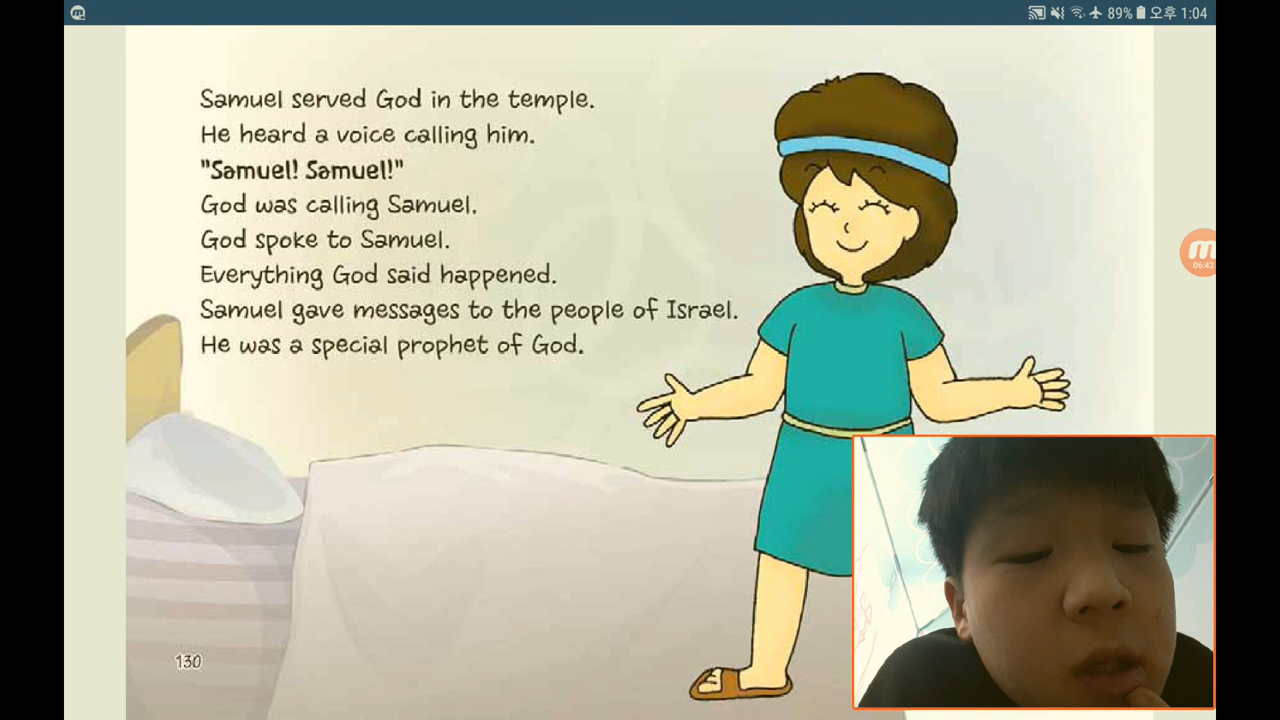 89% 오후 1:04
Samuel served God in the temple.
He heard a voice calling him.
"Samuel! Samuel!"
God was calling Samuel.
God spoke to Samuel.
Everything God said happened.
Samuel gave messages to the people of Israel.
He was a special prophet of God.
m
06:42
130